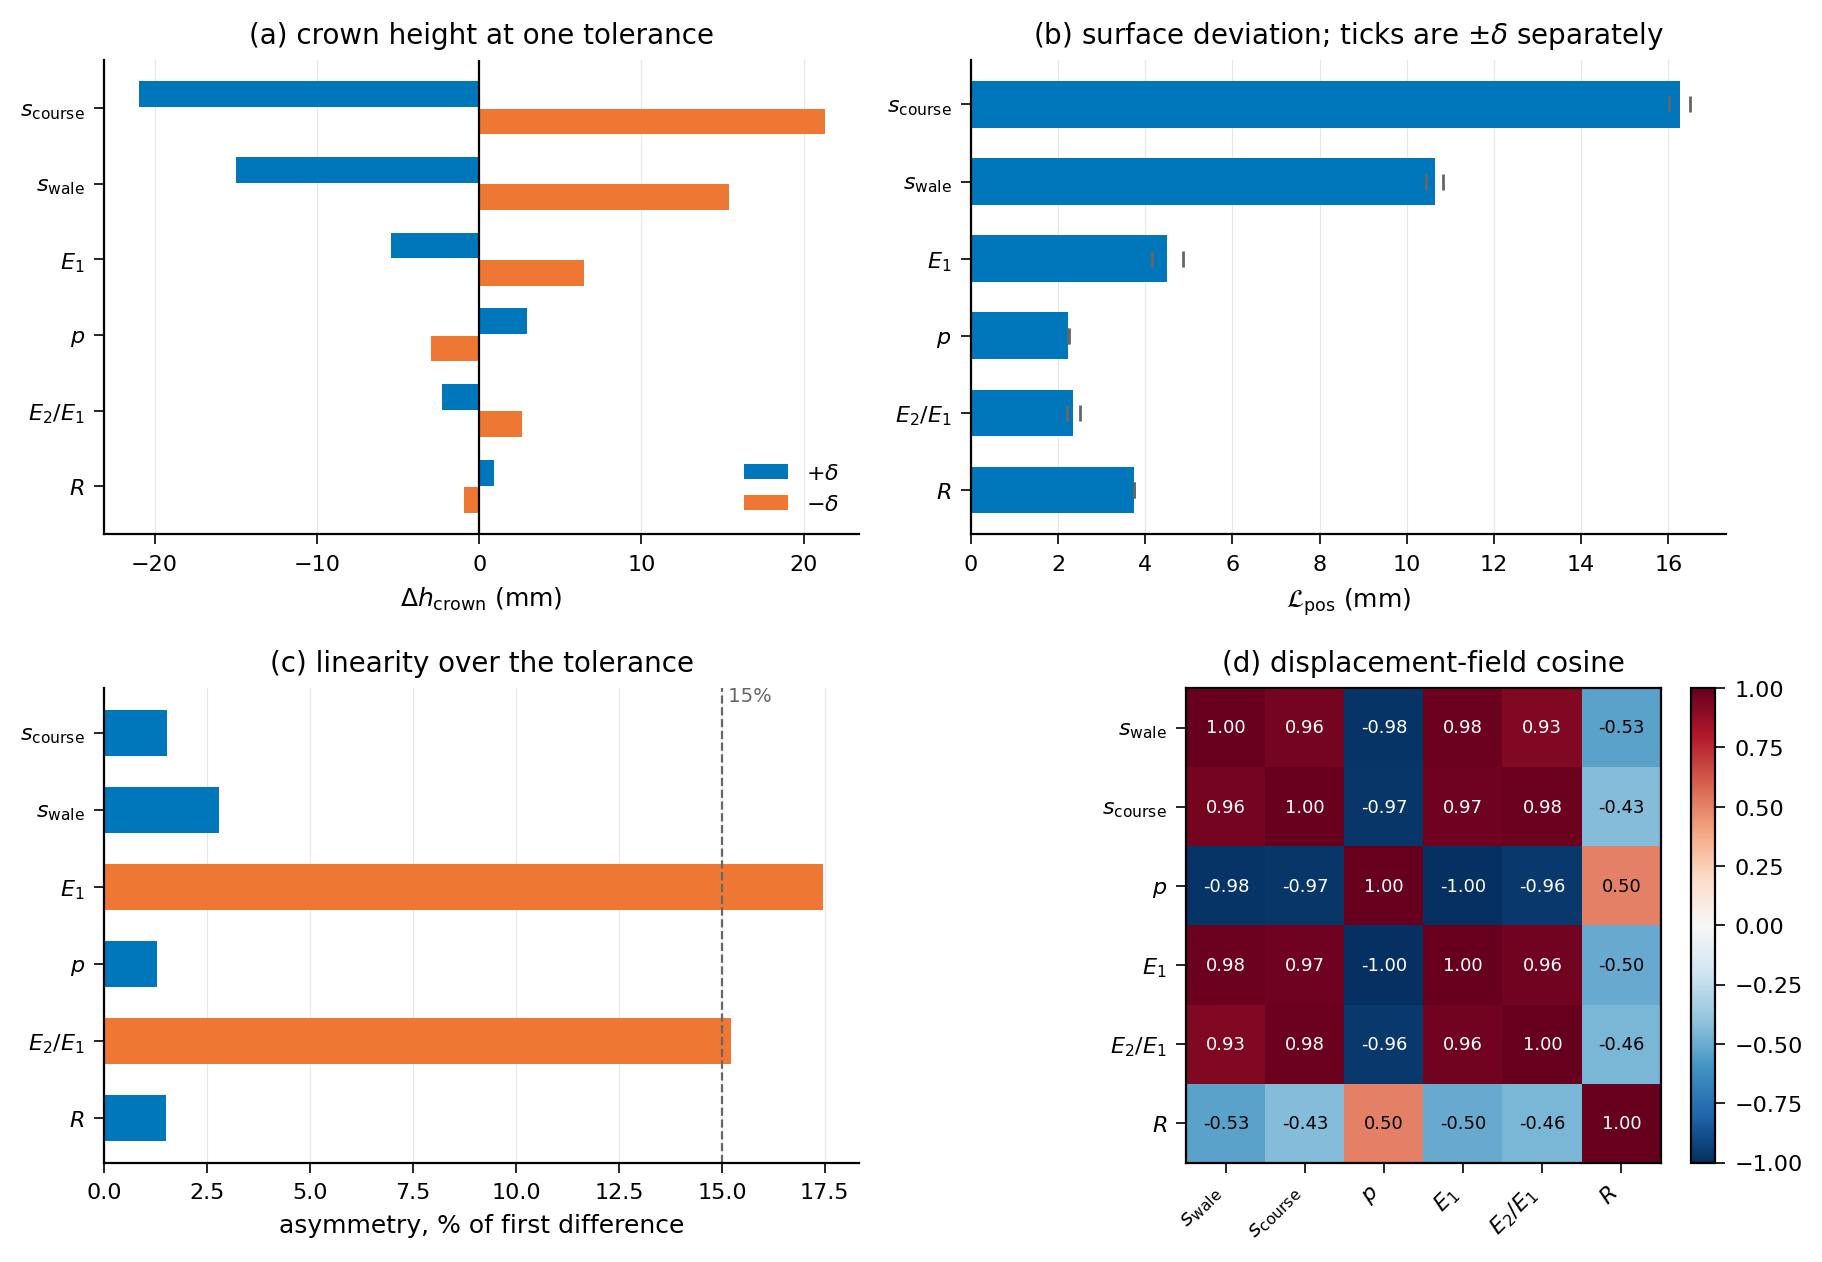 (a) crown height at one tolerance
s_course
s_wale
E_1
p
E_2/E_1
R
+δ
−δ
−20 −10 0 10 20
Δh_crown (mm)
(b) surface deviation; ticks are ±δ separately
s_course
s_wale
E_1
p
E_2/E_1
R
0 2 4 6 8 10 12 14 16
ℒ_pos (mm)
(c) linearity over the tolerance
15%
s_course
s_wale
E_1
p
E_2/E_1
R
0.0 2.5 5.0 7.5 10.0 12.5 15.0 17.5
asymmetry, % of first difference
(d) displacement-field cosine
s_wale 1.00 0.96 -0.98 0.98 0.93 -0.53
s_course 0.96 1.00 -0.97 0.97 0.98 -0.43
p -0.98 -0.97 1.00 -1.00 -0.96 0.50
E_1 0.98 0.97 -1.00 1.00 0.96 -0.50
E_2/E_1 0.93 0.98 -0.96 0.96 1.00 -0.46
R -0.53 -0.43 0.50 -0.50 -0.46 1.00
s_wale s_course p E_1 E_2/E_1 R
1.00
0.75
0.50
0.25
0.00
−0.25
−0.50
−0.75
−1.00